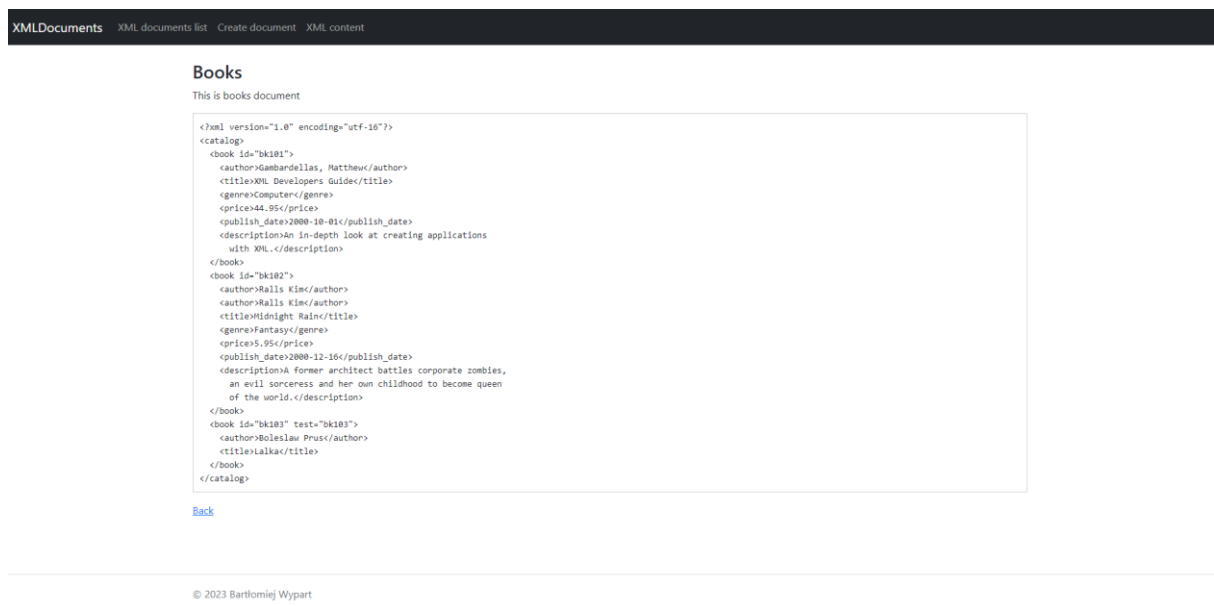 XMLDocuments XML documents list Create document XML content
Books
This is books document
<?xml version="1.0" encoding="utf-16"?>
<catalog>
  <book id="bk101">
    <author>Gambardellas, Matthew</author>
    <title>XML Developers Guide</title>
    <genre>Computer</genre>
    <price>44.95</price>
    <publish_date>2000-10-01</publish_date>
    <description>An in-depth look at creating applications
      with XML.</description>
  </book>
  <book id="bk102">
    <author>Ralls Kim</author>
    <author>Ralls Kim</author>
    <title>Midnight Rain</title>
    <genre>Fantasy</genre>
    <price>5.95</price>
    <publish_date>2000-12-16</publish_date>
    <description>A former architect battles corporate zombies,
      an evil sorceress and her own childhood to become queen
      of the world.</description>
  </book>
  <book id="bk103" test="bk103">
    <author>Boleslaw Prus</author>
    <title>Lalka</title>
  </book>
</catalog>
Back
© 2023 Bartłomiej Wypart